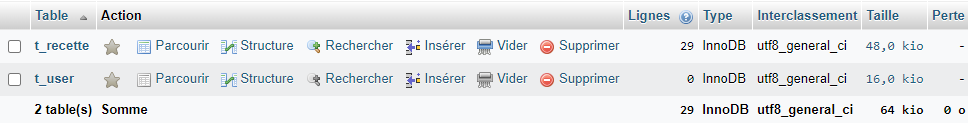 Table Action Lignes Type Interclassement Taille Perte
t_recette Parcourir Structure Rechercher Insérer Vider Supprimer 29 InnoDB utf8_general_ci 48,0 kio -
t_user Parcourir Structure Rechercher Insérer Vider Supprimer 0 InnoDB utf8_general_ci 16,0 kio -
2 table(s) Somme 29 InnoDB utf8_general_ci 64 kio 0 o